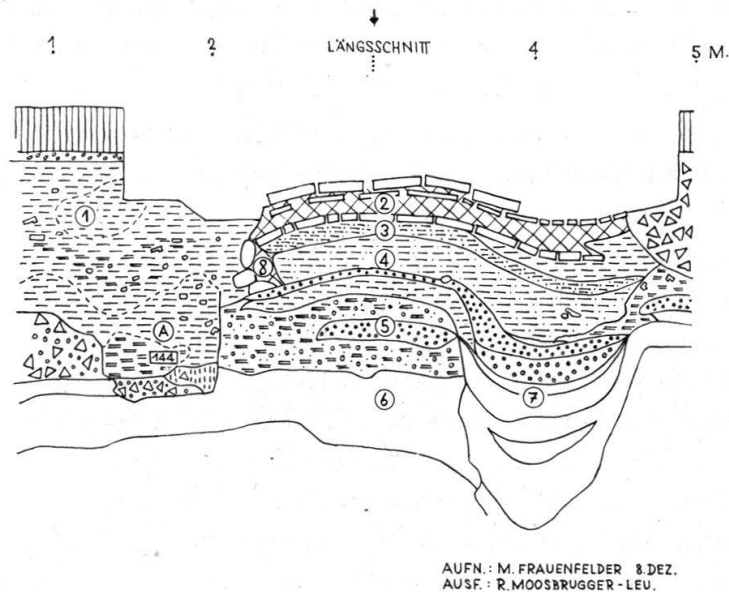 1 2 LÄNGSSCHNITT 4 5 M.
1
2
3
8
4
A
5
144
6
7
AUFN.: M. FRAUENFELDER 8. DEZ.
AUSF.: R. MOOSBRUGGER-LEU.